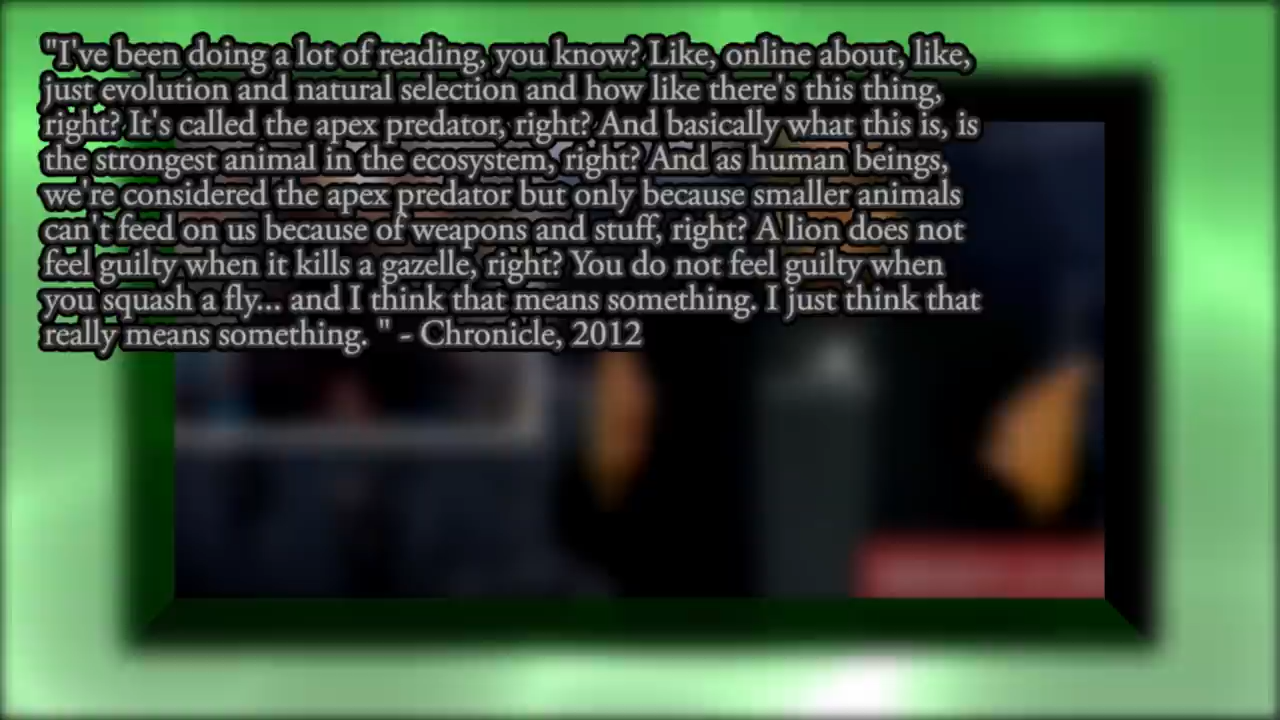 "I've been doing a lot of reading, you know? Like, online about, like,
just evolution and natural selection and how like there's this thing,
right? It's called the apex predator, right? And basically what this is, is
the strongest animal in the ecosystem, right? And as human beings,
we're considered the apex predator but only because smaller animals
can't feed on us because of weapons and stuff, right? A lion does not
feel guilty when it kills a gazelle, right? You do not feel guilty when
you squash a fly... and I think that means something. I just think that
really means something. " - Chronicle, 2012